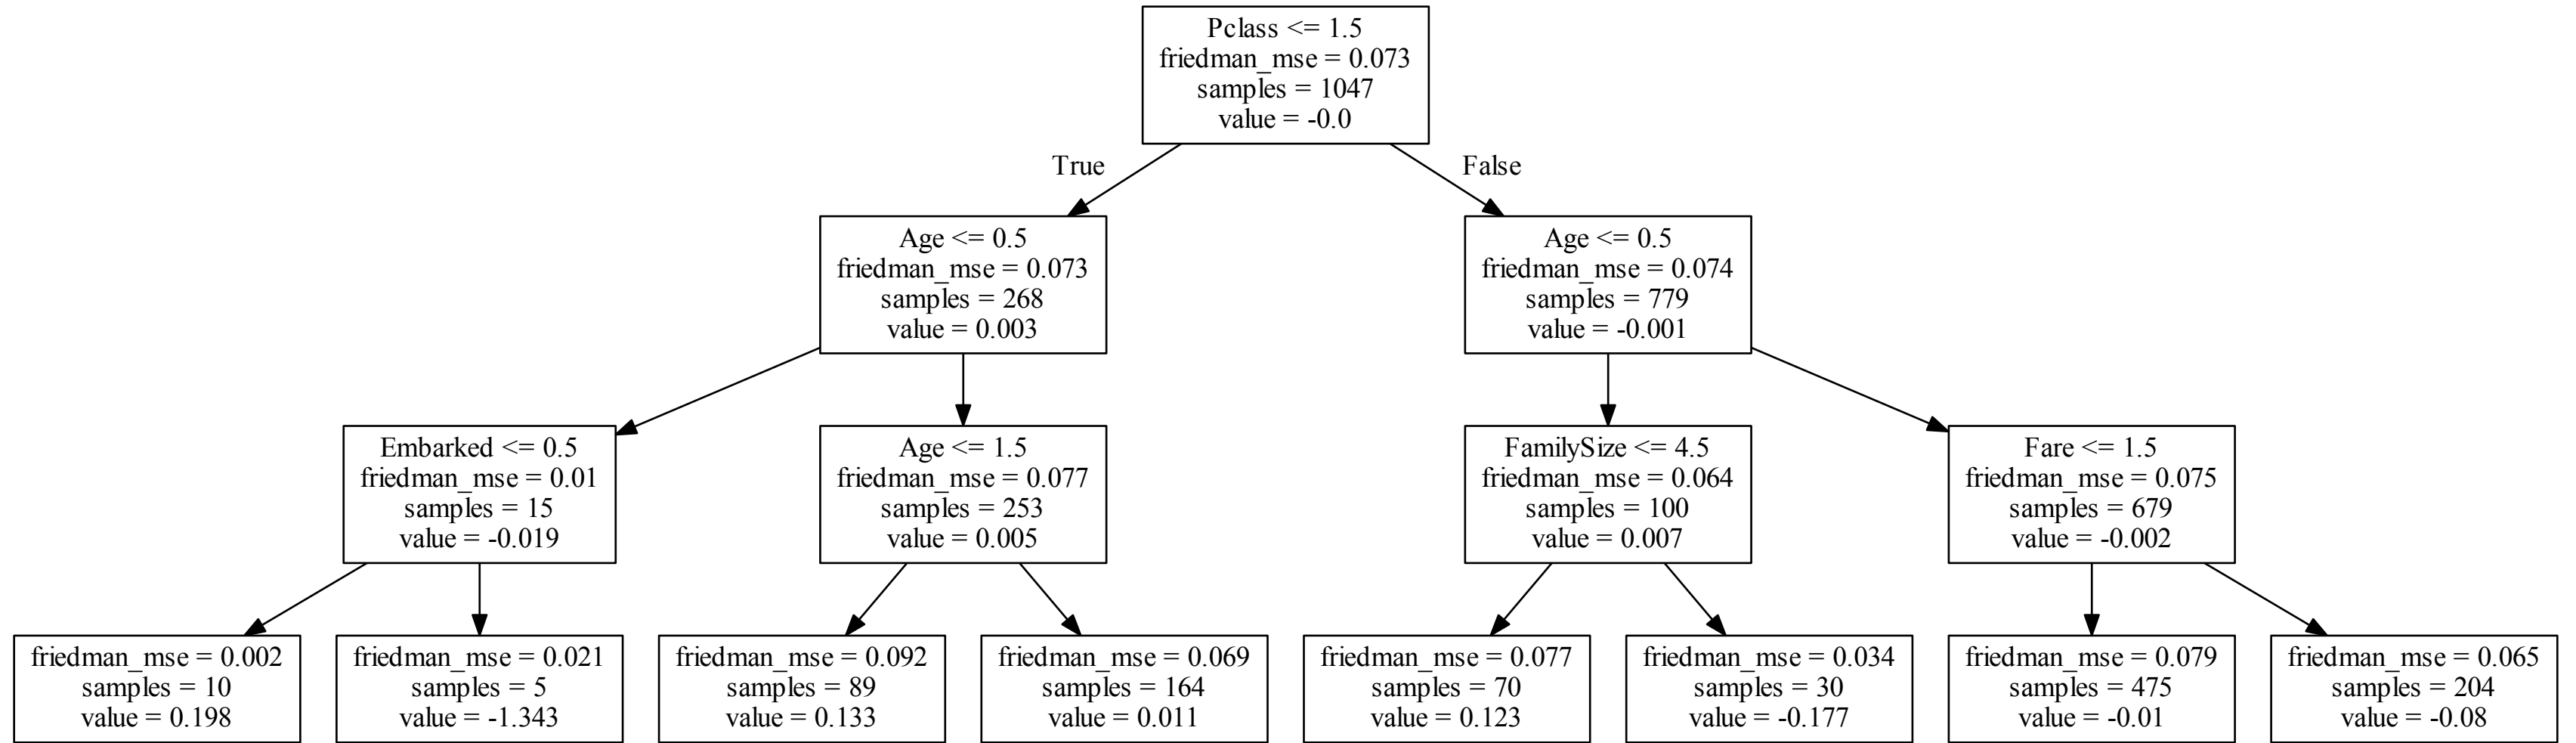 Pclass <= 1.5
friedman_mse = 0.073
samples = 1047
value = -0.0
True
False
Age <= 0.5
friedman_mse = 0.073
samples = 268
value = 0.003
Age <= 0.5
friedman_mse = 0.074
samples = 779
value = -0.001
Embarked <= 0.5
friedman_mse = 0.01
samples = 15
value = -0.019
Age <= 1.5
friedman_mse = 0.077
samples = 253
value = 0.005
FamilySize <= 4.5
friedman_mse = 0.064
samples = 100
value = 0.007
Fare <= 1.5
friedman_mse = 0.075
samples = 679
value = -0.002
friedman_mse = 0.002
samples = 10
value = 0.198
friedman_mse = 0.021
samples = 5
value = -1.343
friedman_mse = 0.092
samples = 89
value = 0.133
friedman_mse = 0.069
samples = 164
value = 0.011
friedman_mse = 0.077
samples = 70
value = 0.123
friedman_mse = 0.034
samples = 30
value = -0.177
friedman_mse = 0.079
samples = 475
value = -0.01
friedman_mse = 0.065
samples = 204
value = -0.08